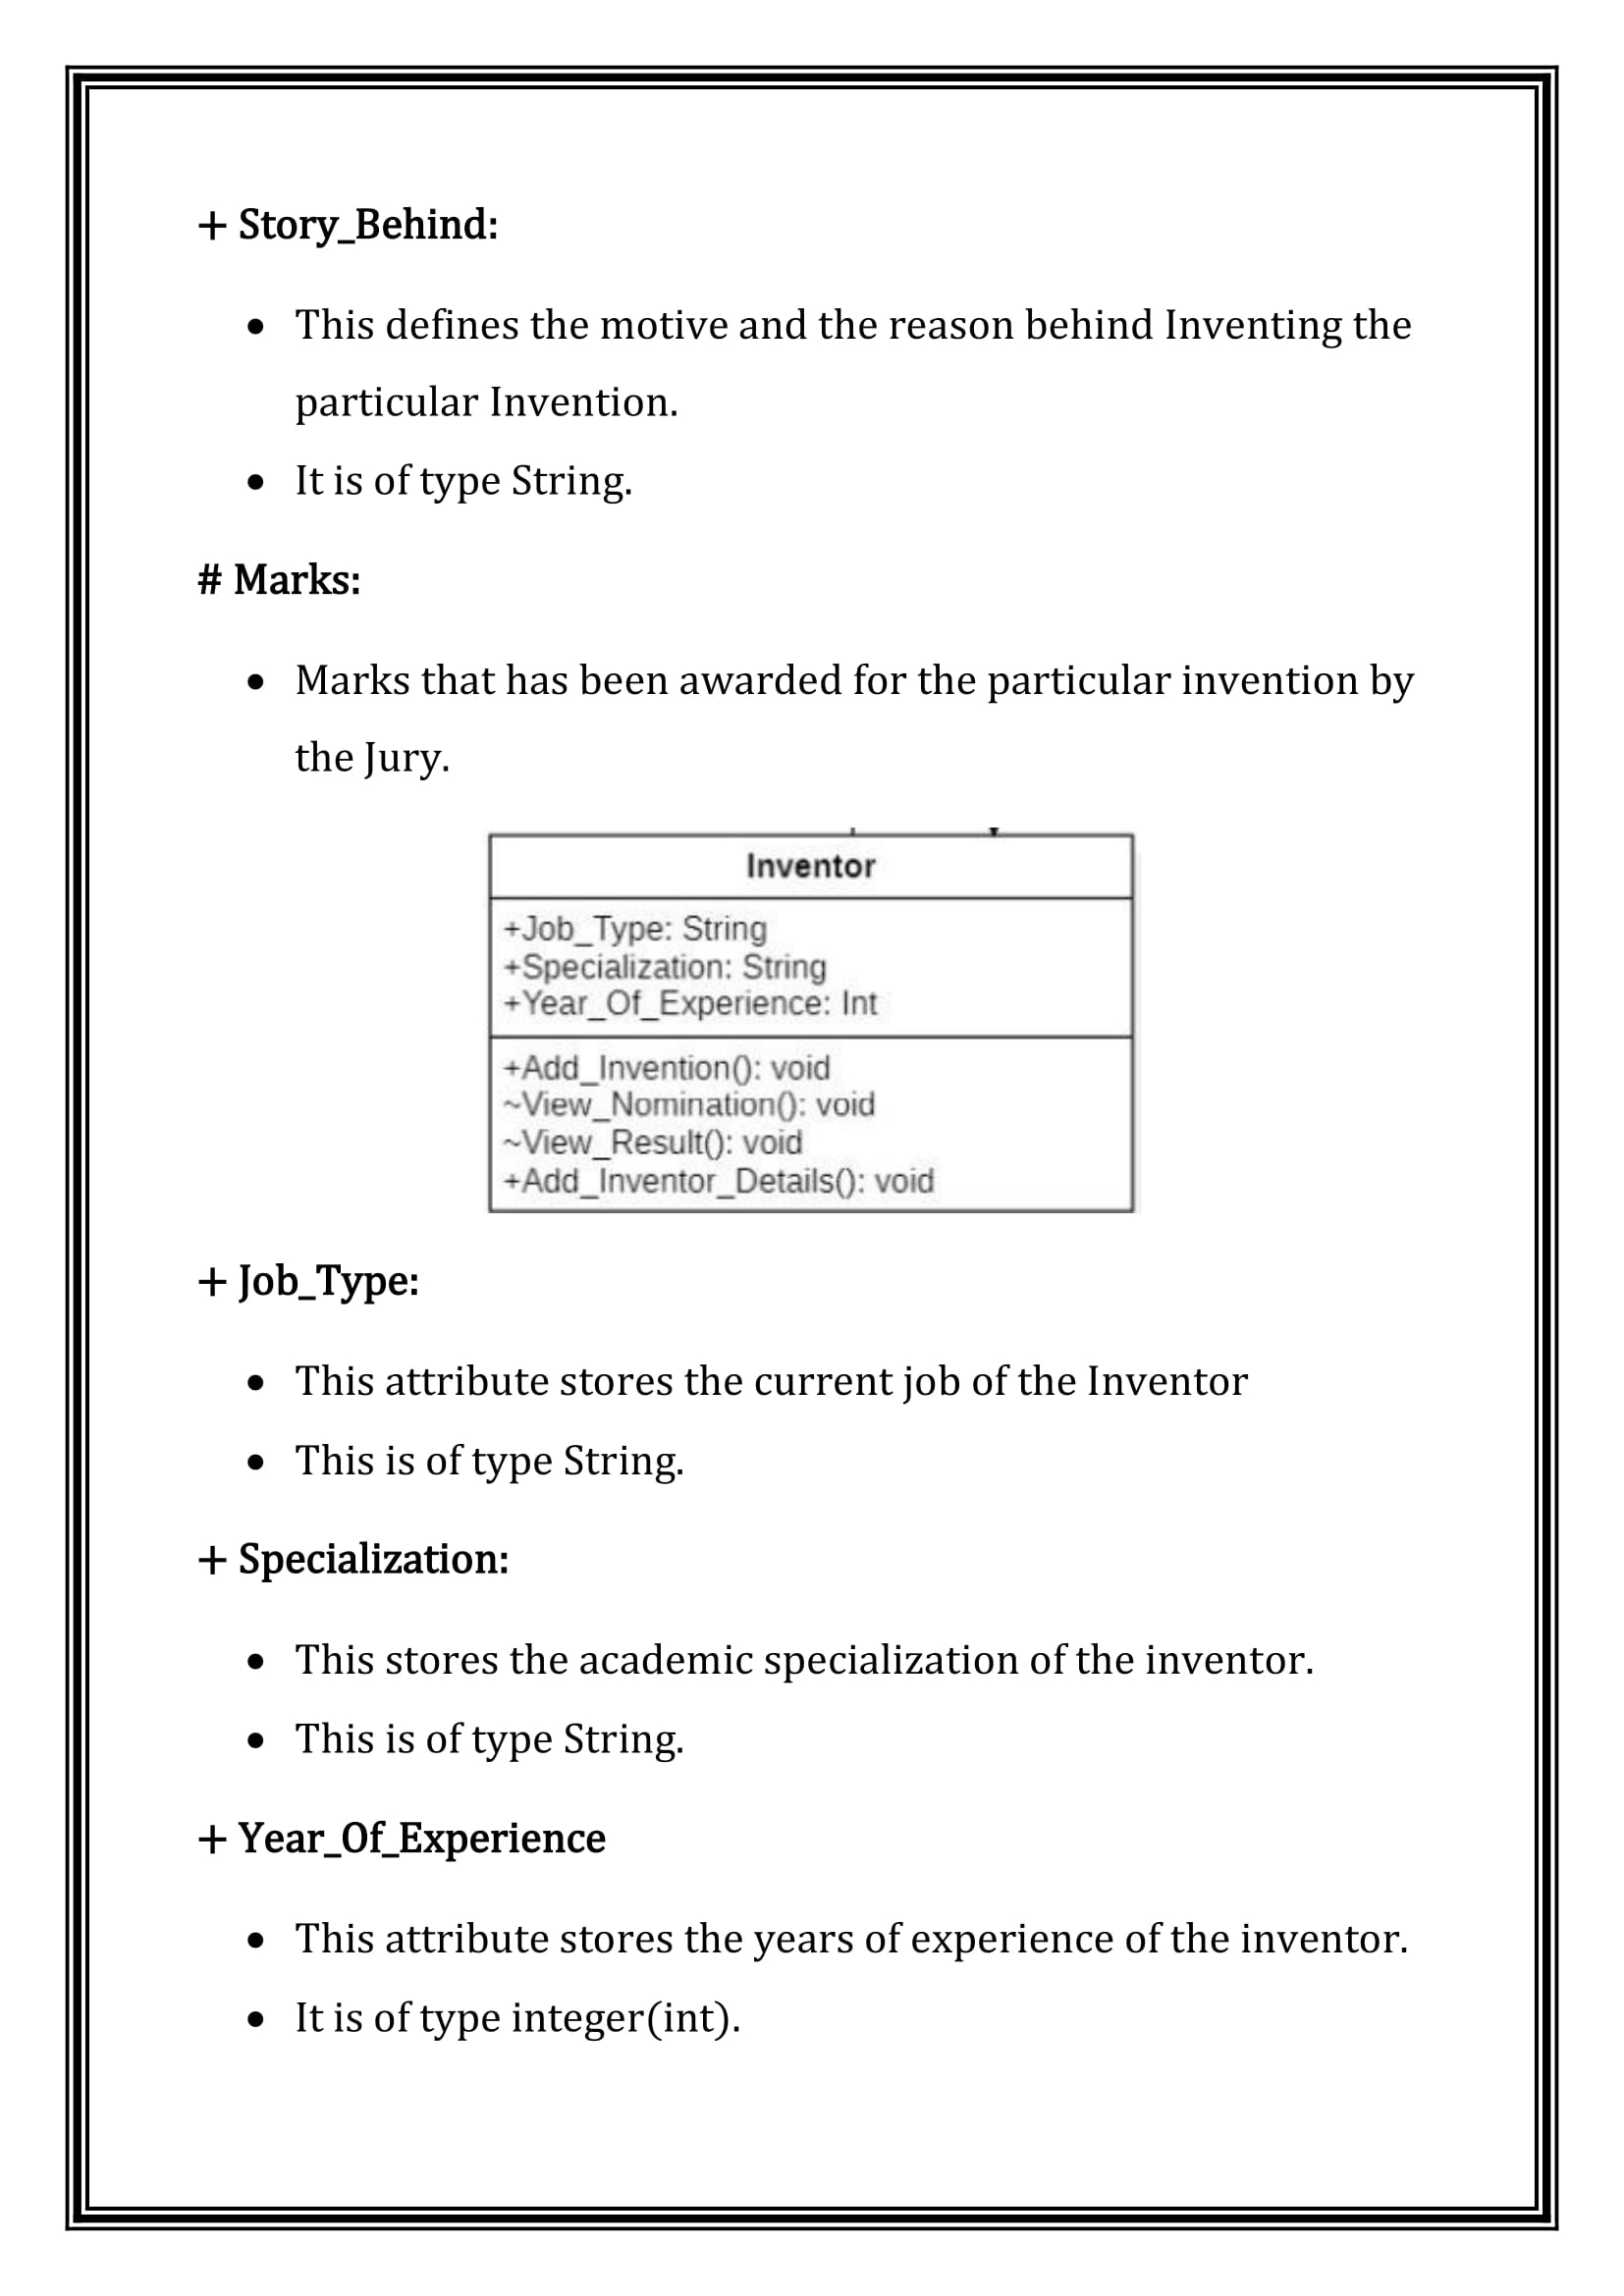 + Story_Behind:
• This defines the motive and the reason behind Inventing the
particular Invention.
• It is of type String.
# Marks:
• Marks that has been awarded for the particular invention by
the Jury.
Inventor
+Job_Type: String
+Specialization: String
+Year_Of_Experience: Int
+Add_Invention(): void
~View_Nomination(): void
~View_Result(): void
+Add_Inventor_Details(): void
+ Job_Type:
• This attribute stores the current job of the Inventor
• This is of type String.
+ Specialization:
• This stores the academic specialization of the inventor.
• This is of type String.
+ Year_Of_Experience
• This attribute stores the years of experience of the inventor.
• It is of type integer(int).